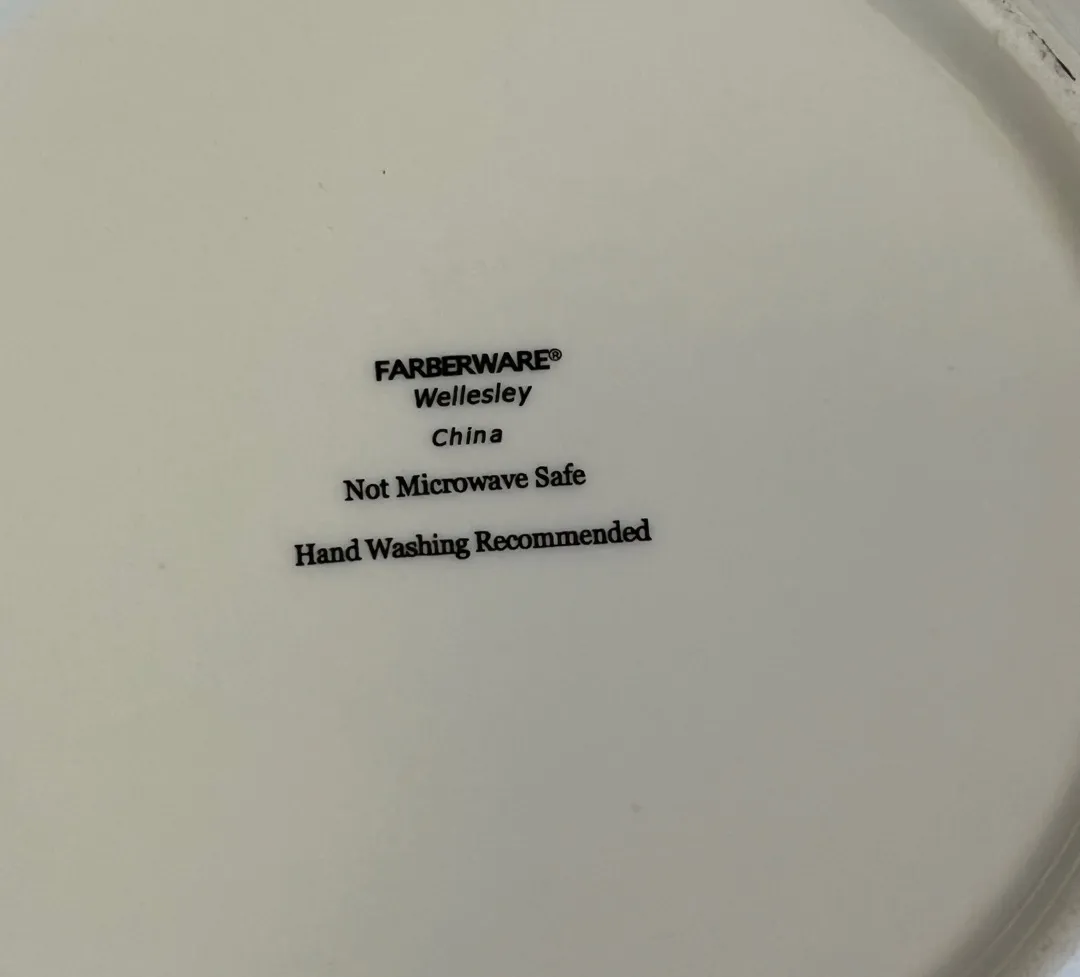 FARBERWARE®
Wellesley
China
Not Microwave Safe
Hand Washing Recommended